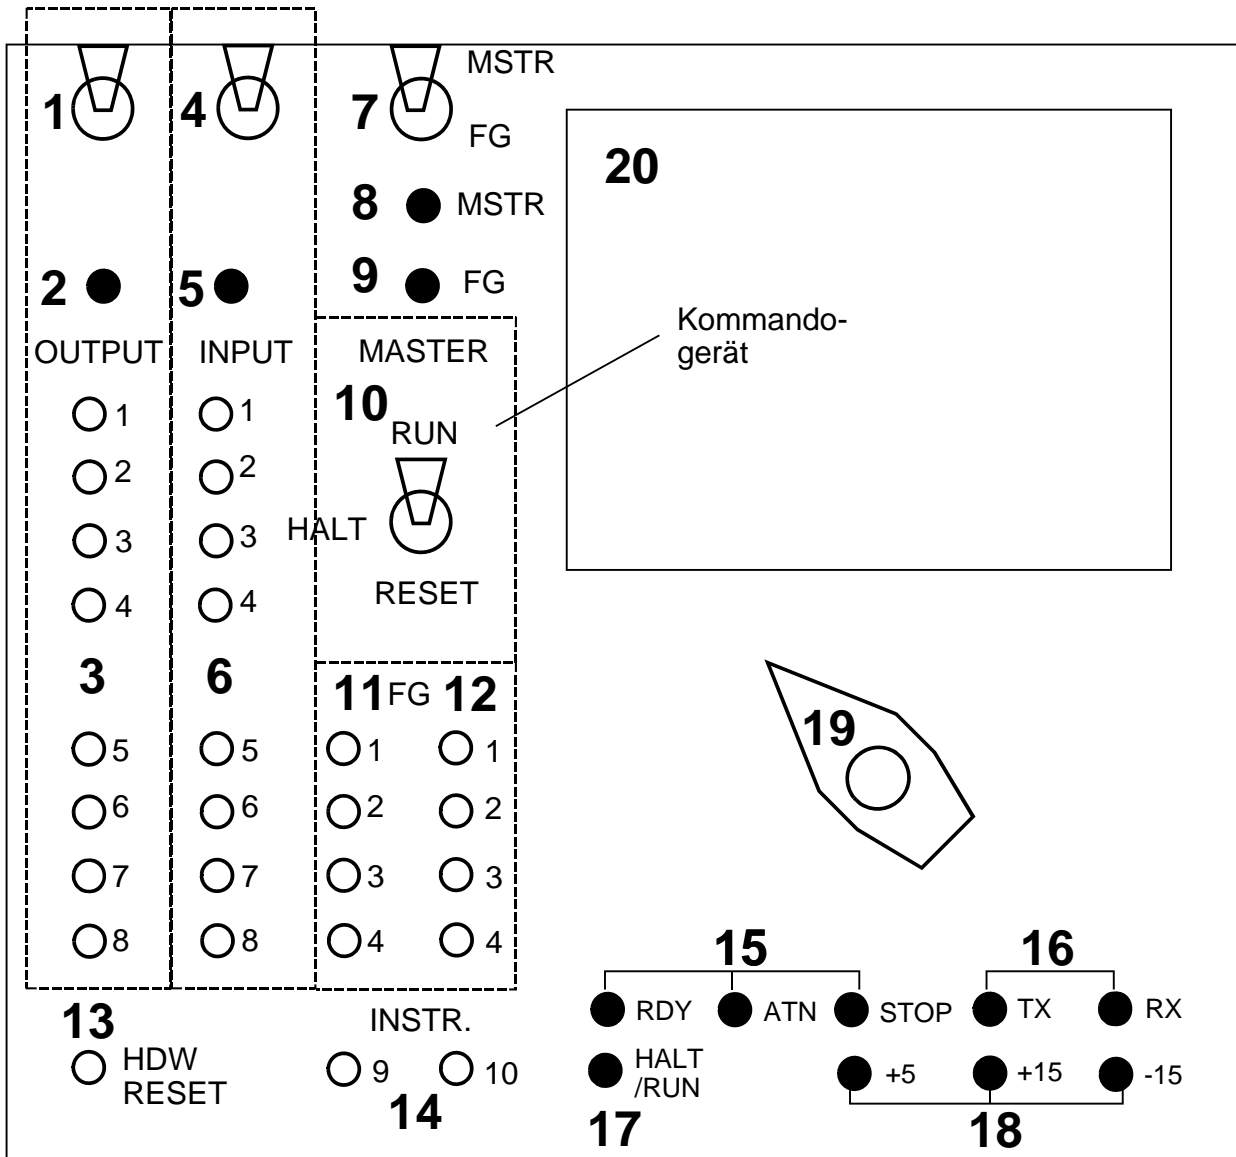 MSTR
1
4
7
FG
20
8
MSTR
2
5
9
FG
Kommando-
gerät
OUTPUT
INPUT
MASTER
10
1
1
RUN
2
2
3
3
HALT
4
4
RESET
3
6
11
FG
12
19
5
5
1
1
6
6
2
2
7
7
3
3
8
8
4
4
15
16
13
INSTR.
RDY
ATN
STOP
TX
RX
HDW
RESET
9
10
HALT
/RUN
+5
+15
-15
14
17
18